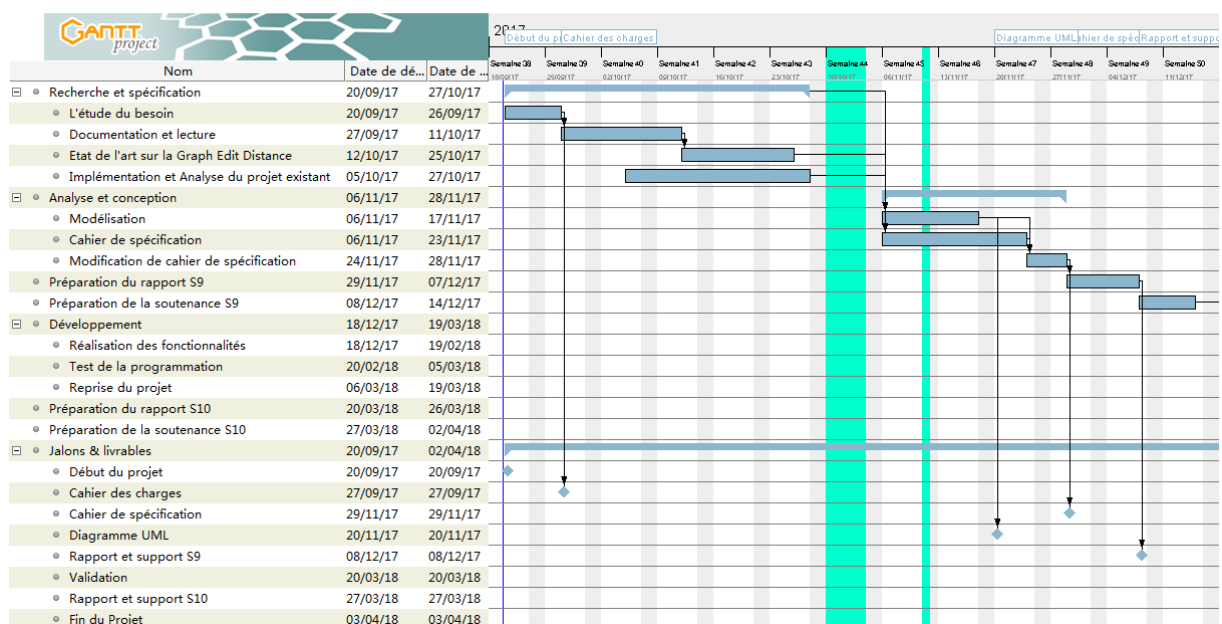 GANTT project
2017
Début du pr Cahier des charges Diagramme UML hier de spéc Rapport et suppo
Nom Date de dé... Date de ...
Semaine 38 Semaine 39 Semaine 40 Semaine 41 Semaine 42 Semaine 43 Semaine 44 Semaine 45 Semaine 46 Semaine 47 Semaine 48 Semaine 49 Semaine 50
18/09/17 25/09/17 02/10/17 09/10/17 16/10/17 23/10/17 30/10/17 06/11/17 13/11/17 20/11/17 27/11/17 04/12/17 11/12/17
Recherche et spécification 20/09/17 27/10/17
L'étude du besoin 20/09/17 26/09/17
Documentation et lecture 27/09/17 11/10/17
Etat de l'art sur la Graph Edit Distance 12/10/17 25/10/17
Implémentation et Analyse du projet existant 05/10/17 27/10/17
Analyse et conception 06/11/17 28/11/17
Modélisation 06/11/17 17/11/17
Cahier de spécification 06/11/17 23/11/17
Modification de cahier de spécification 24/11/17 28/11/17
Préparation du rapport S9 29/11/17 07/12/17
Préparation de la soutenance S9 08/12/17 14/12/17
Développement 18/12/17 19/03/18
Réalisation des fonctionnalités 18/12/17 19/02/18
Test de la programmation 20/02/18 05/03/18
Reprise du projet 06/03/18 19/03/18
Préparation du rapport S10 20/03/18 26/03/18
Préparation de la soutenance S10 27/03/18 02/04/18
Jalons & livrables 20/09/17 02/04/18
Début du projet 20/09/17 20/09/17
Cahier des charges 27/09/17 27/09/17
Cahier de spécification 29/11/17 29/11/17
Diagramme UML 20/11/17 20/11/17
Rapport et support S9 08/12/17 08/12/17
Validation 20/03/18 20/03/18
Rapport et support S10 27/03/18 27/03/18
Fin du Projet 03/04/18 03/04/18